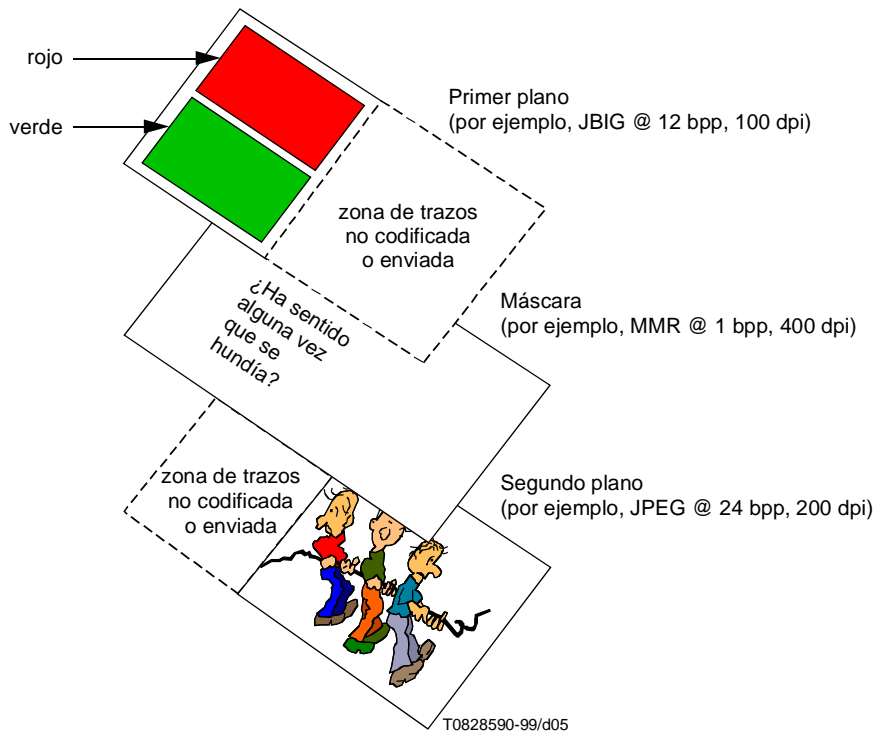 rojo
verde
Primer plano
(por ejemplo, JBIG @ 12 bpp, 100 dpi)
zona de trazos
no codificada
o enviada
¿Ha sentido
alguna vez
que se
hundía?
Máscara
(por ejemplo, MMR @ 1 bpp, 400 dpi)
zona de trazos
no codificada
o enviada
Segundo plano
(por ejemplo, JPEG @ 24 bpp, 200 dpi)
T0828590-99/d05